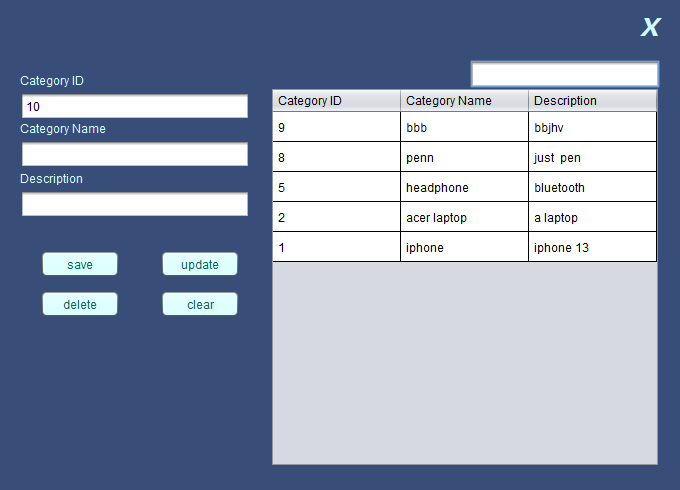 X
Category ID
10
Category Name
Description
save
update
delete
clear
Category ID Category Name Description
9 bbb bbjhv
8 penn just pen
5 headphone bluetooth
2 acer laptop a laptop
1 iphone iphone 13